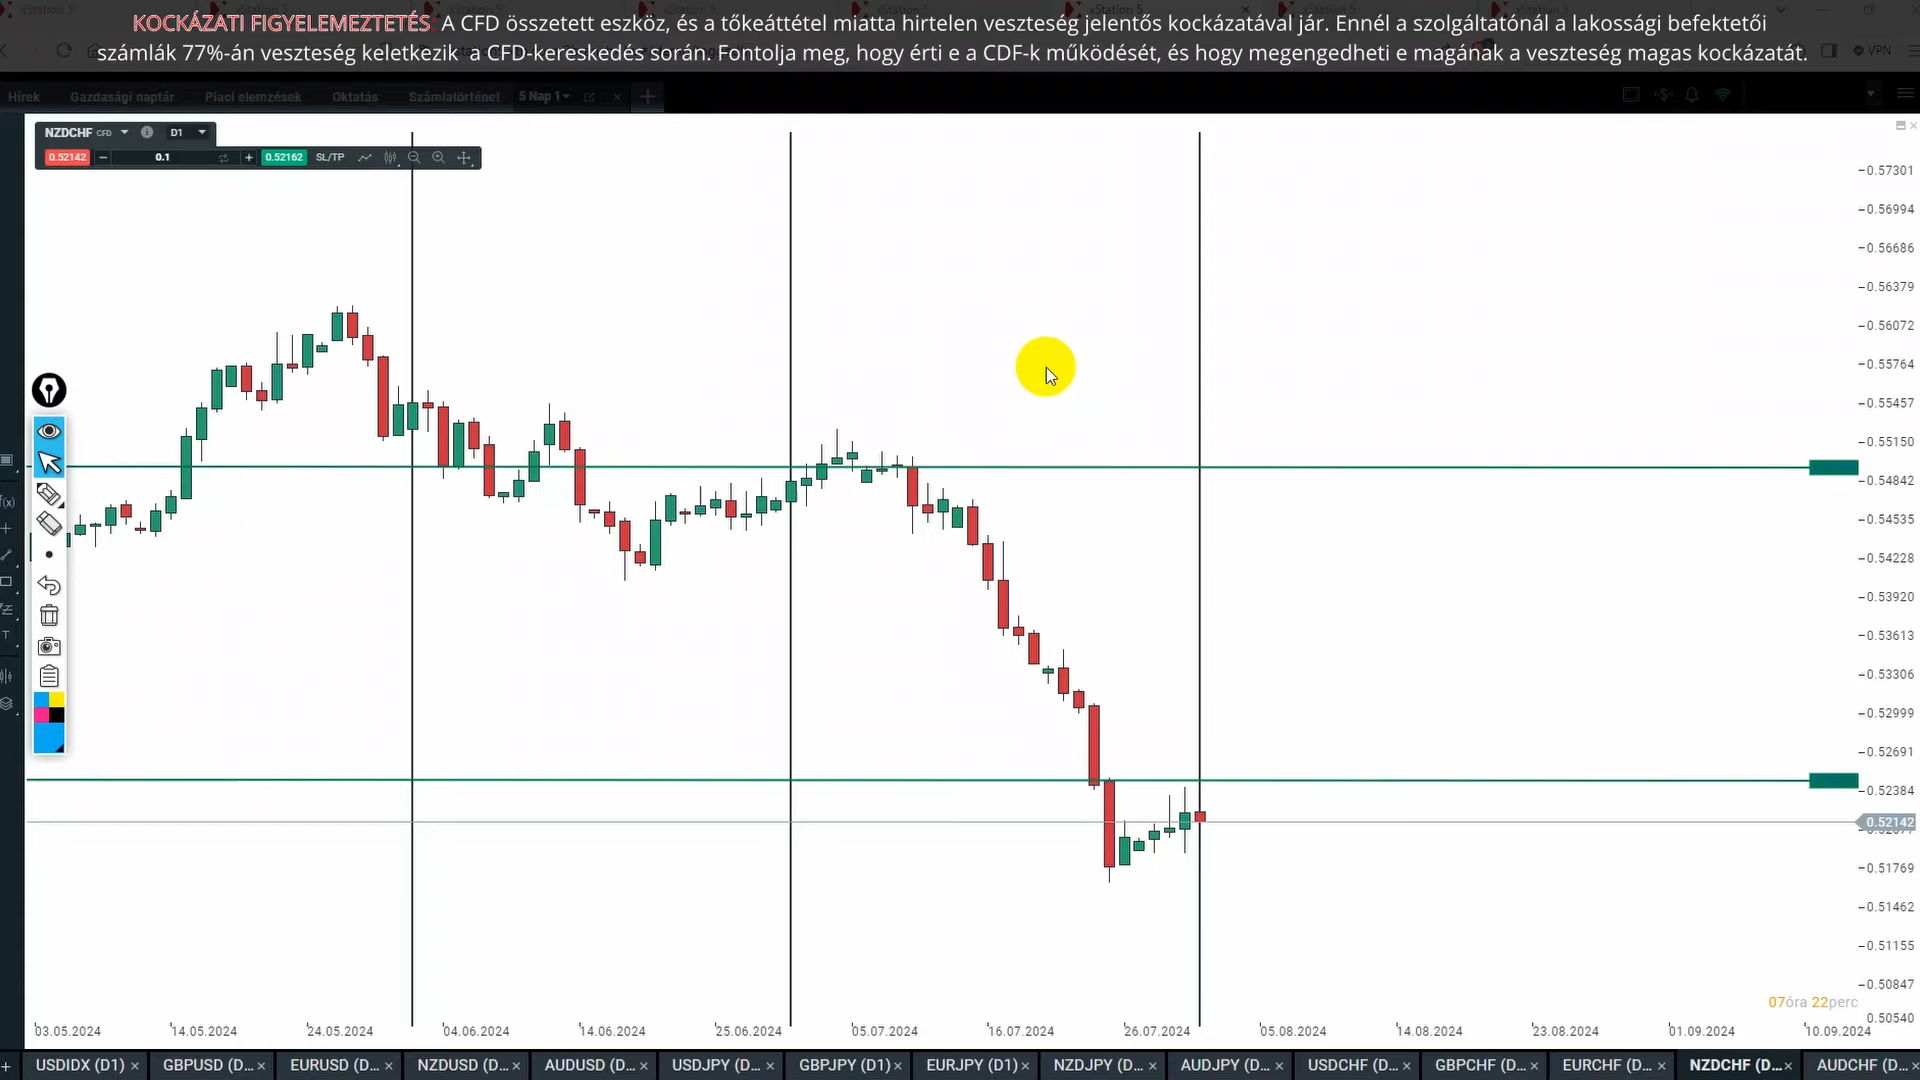 KOCKÁZATI FIGYELEMEZTETÉS A CFD összetett eszköz, és a tőkeáttétel miatta hirtelen veszteség jelentős kockázatával jár. Ennél a szolgáltatónál a lakossági befektetői
számlák 77%-án veszteség keletkezik a CFD-kereskedés során. Fontolja meg, hogy érti e a CDF-k működését, és hogy megengedheti e magának a veszteség magas kockázatát.
VPN
Hírek Gazdasági naptár Piaci elemzések Oktatás Számlatörténet 5 Nap 1
NZDCHF CFD D1
0.52142 0.1 0.52162 SL/TP
0.57301
0.56994
0.56686
0.56379
0.56072
0.55764
0.55457
0.55150
0.54842
0.54535
0.54228
0.53920
0.53613
0.53306
0.52999
0.52691
0.52384
0.52142
0.51769
0.51462
0.51155
0.50847
07óra 22perc
0.50540
03.05.2024 14.05.2024 24.05.2024 04.06.2024 14.06.2024 25.06.2024 05.07.2024 16.07.2024 26.07.2024 05.08.2024 14.08.2024 23.08.2024 01.09.2024 10.09.2024
USDIDX (D1) GBPUSD (D... EURUSD (D... NZDUSD (D... AUDUSD (D... USDJPY (D... GBPJPY (D1) EURJPY (D1) NZDJPY (D... AUDJPY (D... USDCHF (D... GBPCHF (D... EURCHF (D... NZDCHF (D... AUDCHF (D...